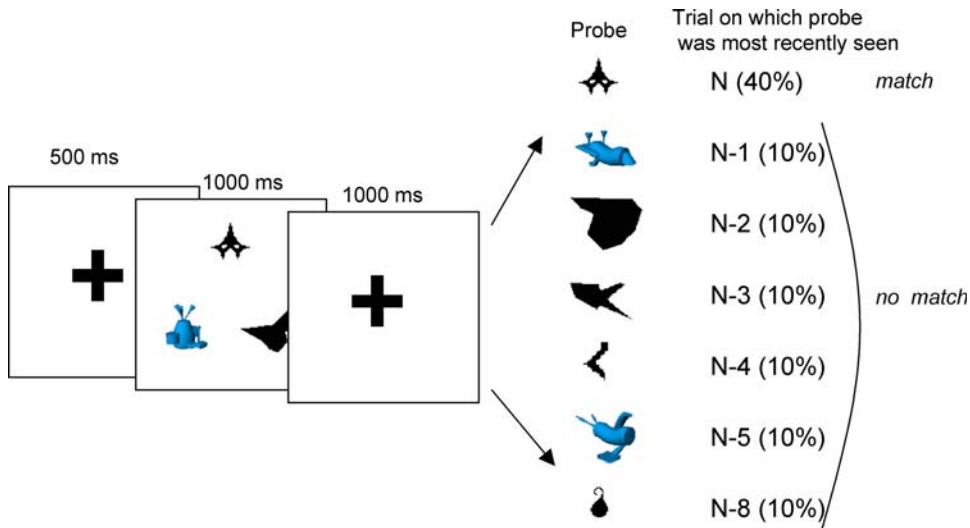 Probe
Trial on which probe
was most recently seen
N (40%) match
500 ms
1000 ms
1000 ms
N-1 (10%)
N-2 (10%)
N-3 (10%) no match
N-4 (10%)
N-5 (10%)
N-8 (10%)